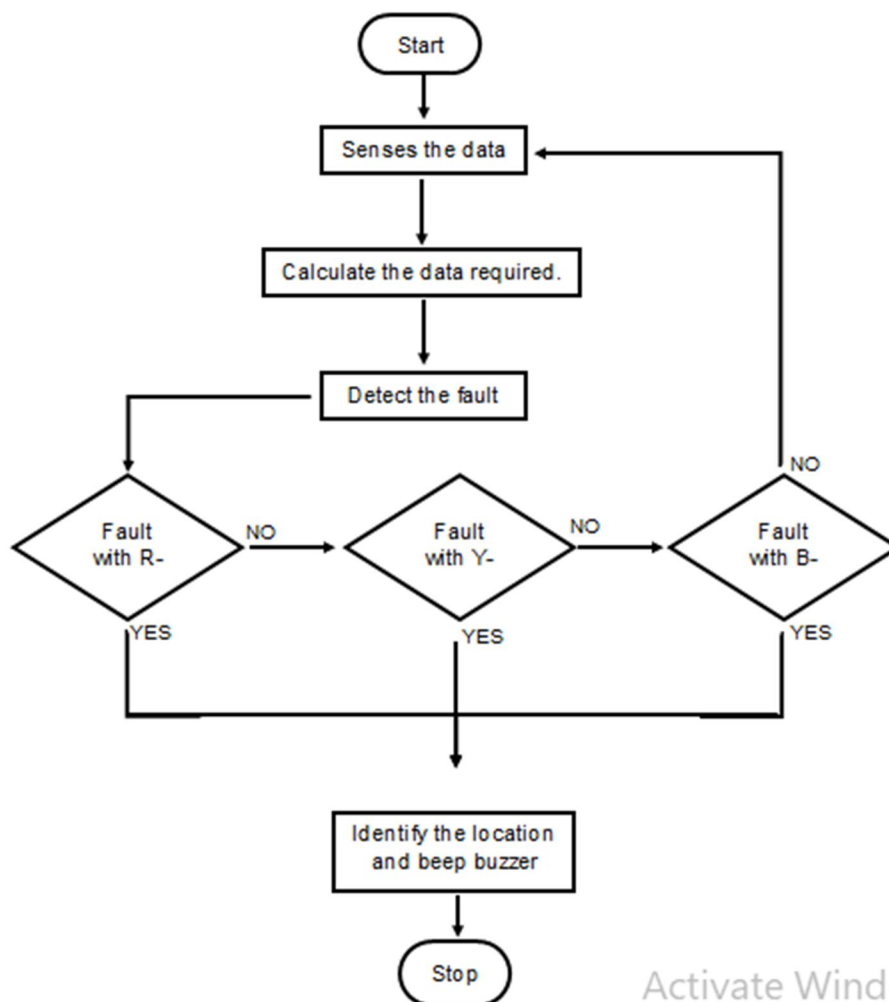 Start
Senses the data
Calculate the data required.
Detect the fault
NO
Fault
with R-
NO
Fault
with Y-
NO
Fault
with B-
YES
YES
YES
Identify the location
and beep buzzer
Stop
Activate Wind